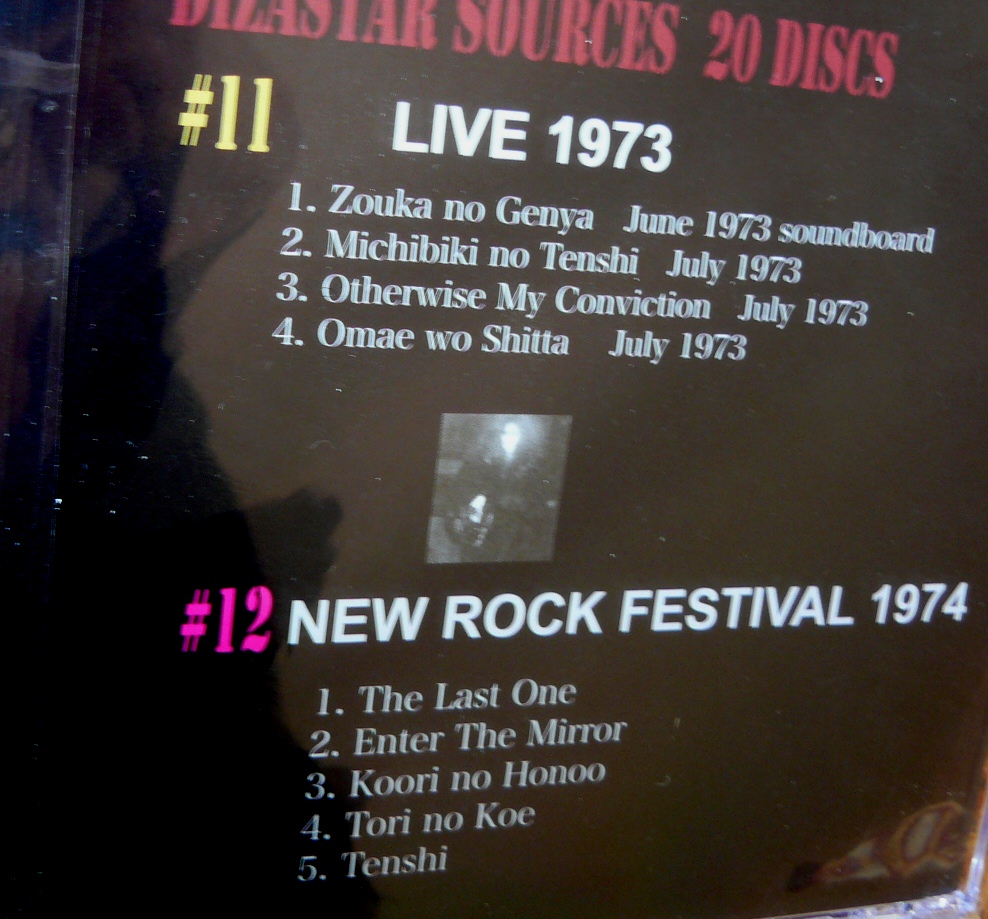 DIZASTAR SOURCES 20 DISCS
#11 LIVE 1973
1. Zouka no Genya June 1973 soundboard
2. Michibiki no Tenshi July 1973
3. Otherwise My Conviction July 1973
4. Omae wo Shitta July 1973
#12 NEW ROCK FESTIVAL 1974
1. The Last One
2. Enter The Mirror
3. Koori no Honoo
4. Tori no Koe
5. Tenshi